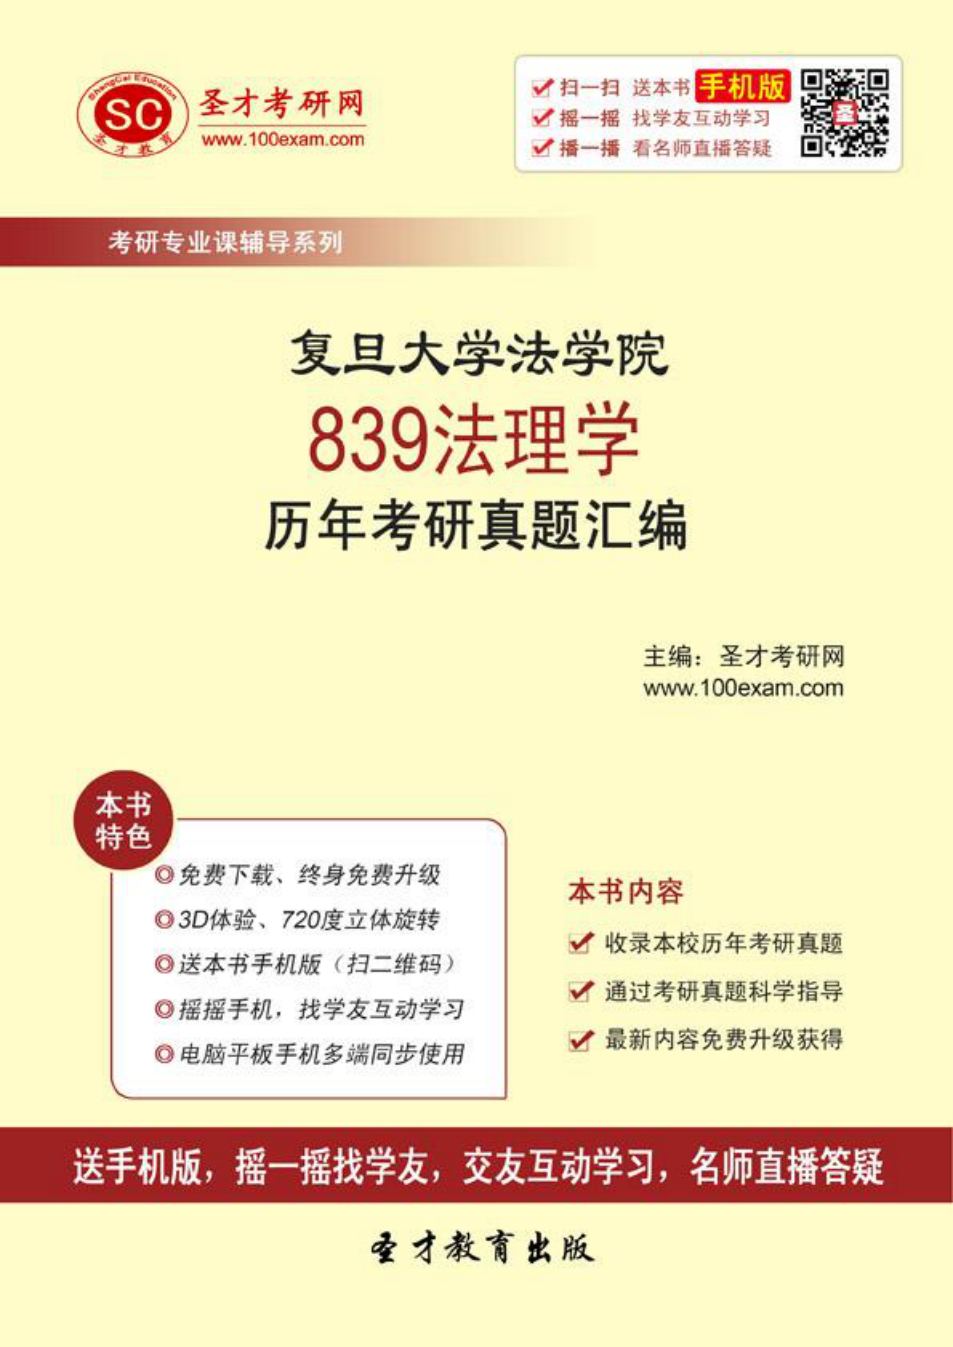 ShengCai Education
SC
圣才教育
圣才考研网
www.100exam.com
扫一扫 送本书 手机版
摇一摇 找学友互动学习
播一播 看名师直播答疑
圣
考研专业课辅导系列
复旦大学法学院
839法理学
历年考研真题汇编
主编：圣才考研网
www.100exam.com
本书
特色
◎免费下载、终身免费升级
◎3D体验、720度立体旋转
◎送本书手机版（扫二维码）
◎摇摇手机，找学友互动学习
◎电脑平板手机多端同步使用
本书内容
收录本校历年考研真题
通过考研真题科学指导
最新内容免费升级获得
送手机版，摇一摇找学友，交友互动学习，名师直播答疑
圣才教育出版